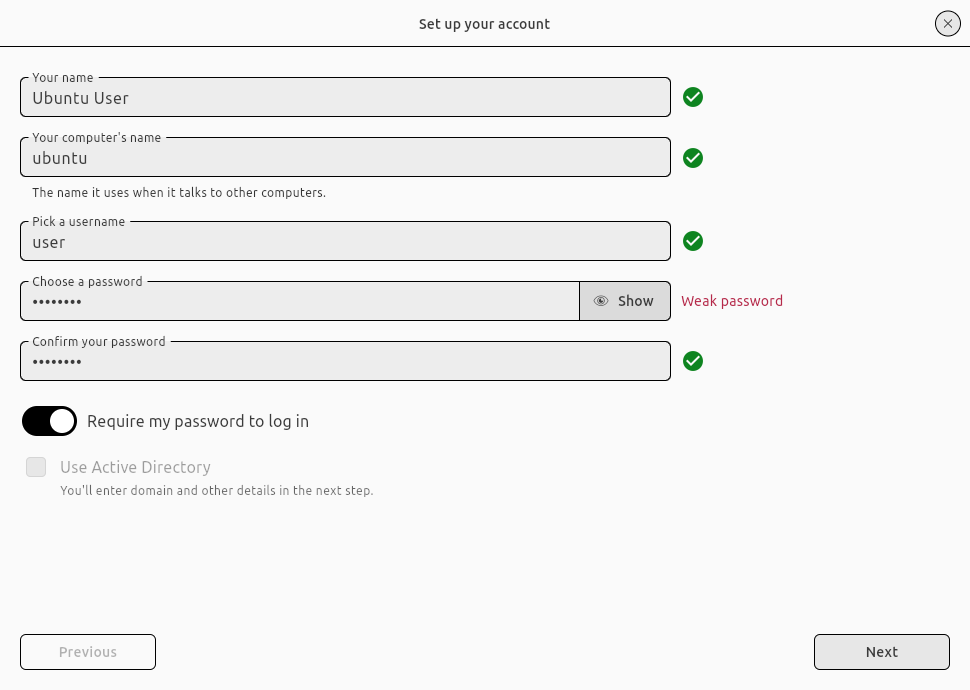 Set up your account
Your name
Ubuntu User
Your computer's name
ubuntu
The name it uses when it talks to other computers.
Pick a username
user
Choose a password
••••••••
Show
Weak password
Confirm your password
••••••••
Require my password to log in
Use Active Directory
You'll enter domain and other details in the next step.
Previous
Next